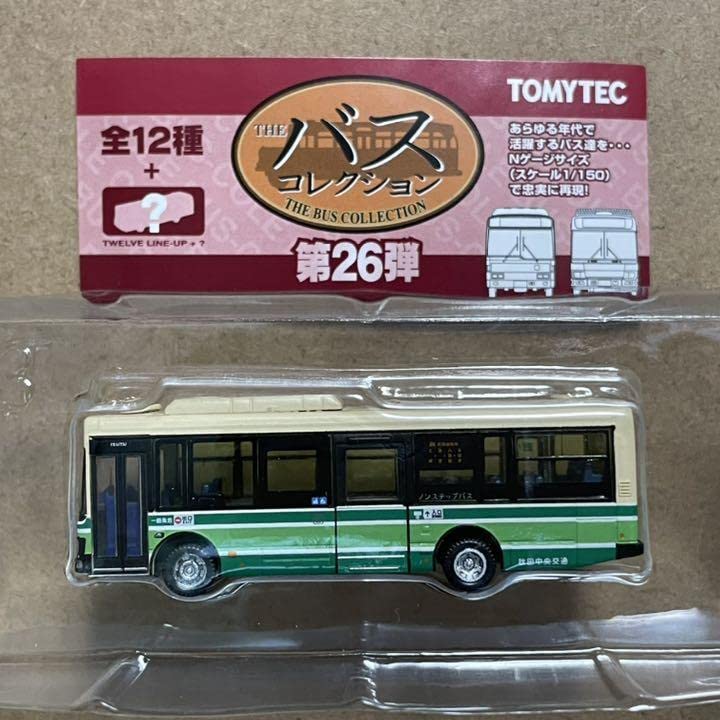 TOMYTEC
全12種
+
?
TWELVE LINE-UP + ?
THE
バス
コレクション
THE BUS COLLECTION
第26弾
あらゆる年代で
活躍するバス達を・・・
Nゲージサイズ
(スケール1/150)
で忠実に再現!
ISUZU
ノンステップバス
入口
秋田中央交通